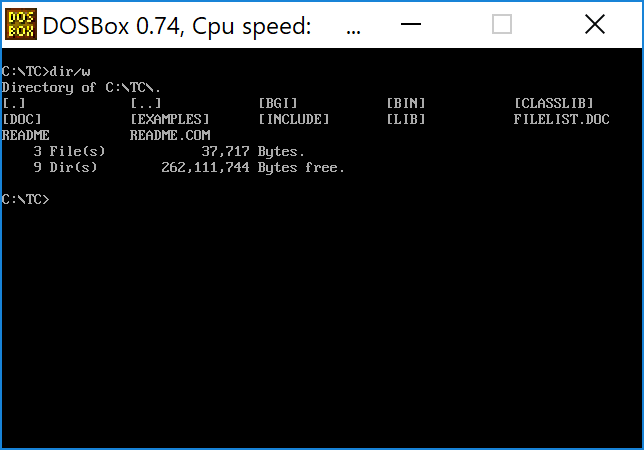 DOS
BOX
DOSBox 0.74, Cpu speed: ...
C:\TC>dir/w
Directory of C:\TC\.
[.] [..] [BGI] [BIN] [CLASSLIB]
[DOC] [EXAMPLES] [INCLUDE] [LIB] FILELIST.DOC
README README.COM
3 File(s) 37,717 Bytes.
9 Dir(s) 262,111,744 Bytes free.
C:\TC>